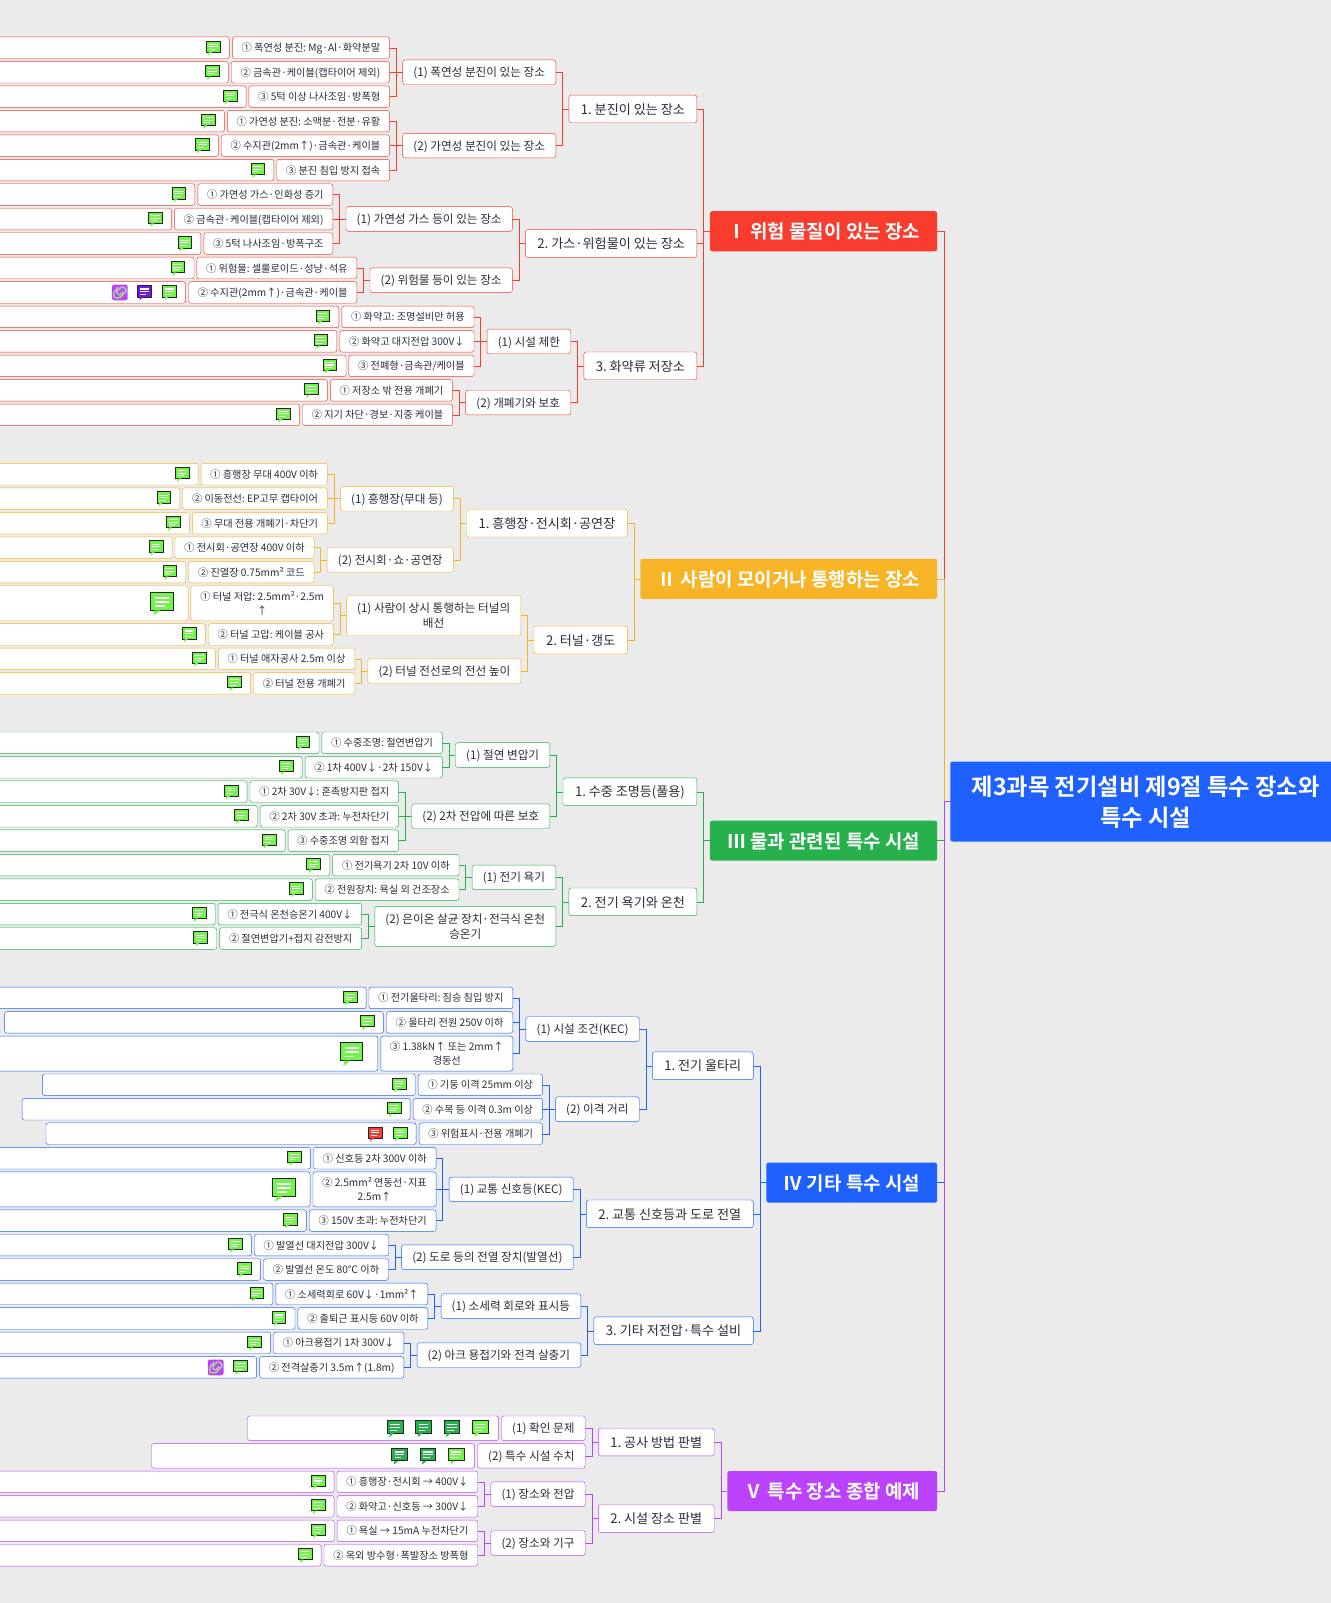 제3과목 전기설비 제9절 특수 장소와
특수 시설
Ⅰ 위험 물질이 있는 장소
1. 분진이 있는 장소
(1) 폭연성 분진이 있는 장소
① 폭연성 분진: Mg·Al·화약분말
② 금속관·케이블(캡타이어 제외)
③ 5턱 이상 나사조임·방폭형
(2) 가연성 분진이 있는 장소
① 가연성 분진: 소맥분·전분·유황
② 수지관(2mm↑)·금속관·케이블
③ 분진 침입 방지 접속
2. 가스·위험물이 있는 장소
(1) 가연성 가스 등이 있는 장소
① 가연성 가스·인화성 증기
② 금속관·케이블(캡타이어 제외)
③ 5턱 나사조임·방폭구조
(2) 위험물 등이 있는 장소
① 위험물: 셀룰로이드·성냥·석유
② 수지관(2mm↑)·금속관·케이블
3. 화약류 저장소
(1) 시설 제한
① 화약고: 조명설비만 허용
② 화약고 대지전압 300V↓
③ 전폐형·금속관/케이블
(2) 개폐기와 보호
① 저장소 밖 전용 개폐기
② 지기 차단·경보·지중 케이블
Ⅱ 사람이 모이거나 통행하는 장소
1. 흥행장·전시회·공연장
(1) 흥행장(무대 등)
① 흥행장 무대 400V 이하
② 이동전선: EP고무 캡타이어
③ 무대 전용 개폐기·차단기
(2) 전시회·쇼·공연장
① 전시회·공연장 400V 이하
② 진열장 0.75mm² 코드
2. 터널·갱도
(1) 사람이 상시 통행하는 터널의
배선
① 터널 저압: 2.5mm²·2.5m
↑
② 터널 고압: 케이블 공사
(2) 터널 전선로의 전선 높이
① 터널 애자공사 2.5m 이상
② 터널 전용 개폐기
Ⅲ 물과 관련된 특수 시설
1. 수중 조명등(풀용)
(1) 절연 변압기
① 수중조명: 절연변압기
② 1차 400V↓·2차 150V↓
(2) 2차 전압에 따른 보호
① 2차 30V↓: 혼촉방지판 접지
② 2차 30V 초과: 누전차단기
③ 수중조명 외함 접지
2. 전기 욕기와 온천
(1) 전기 욕기
① 전기욕기 2차 10V 이하
② 전원장치: 욕실 외 건조장소
(2) 은이온 살균 장치·전극식 온천
승온기
① 전극식 온천승온기 400V↓
② 절연변압기+접지 감전방지
Ⅳ 기타 특수 시설
1. 전기 울타리
(1) 시설 조건(KEC)
① 전기울타리: 짐승 침입 방지
② 울타리 전원 250V 이하
③ 1.38kN↑ 또는 2mm↑
경동선
(2) 이격 거리
① 기둥 이격 25mm 이상
② 수목 등 이격 0.3m 이상
③ 위험표시·전용 개폐기
2. 교통 신호등과 도로 전열
(1) 교통 신호등(KEC)
① 신호등 2차 300V 이하
② 2.5mm² 연동선·지표
2.5m↑
③ 150V 초과: 누전차단기
(2) 도로 등의 전열 장치(발열선)
① 발열선 대지전압 300V↓
② 발열선 온도 80℃ 이하
3. 기타 저전압·특수 설비
(1) 소세력 회로와 표시등
① 소세력회로 60V↓·1mm²↑
② 출퇴근 표시등 60V 이하
(2) 아크 용접기와 전격 살충기
① 아크용접기 1차 300V↓
② 전격살충기 3.5m↑(1.8m)
Ⅴ 특수 장소 종합 예제
1. 공사 방법 판별
(1) 확인 문제
(2) 특수 시설 수치
2. 시설 장소 판별
(1) 장소와 전압
① 흥행장·전시회 → 400V↓
② 화약고·신호등 → 300V↓
(2) 장소와 기구
① 욕실 → 15mA 누전차단기
② 옥외 방수형·폭발장소 방폭형